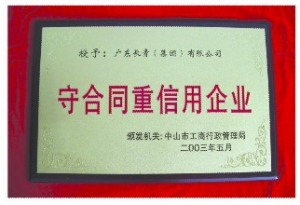 授予：广东长青（集团）有限公司
守合同重信用企业
颁发机关：中山市工商行政管理局
二00三年五月